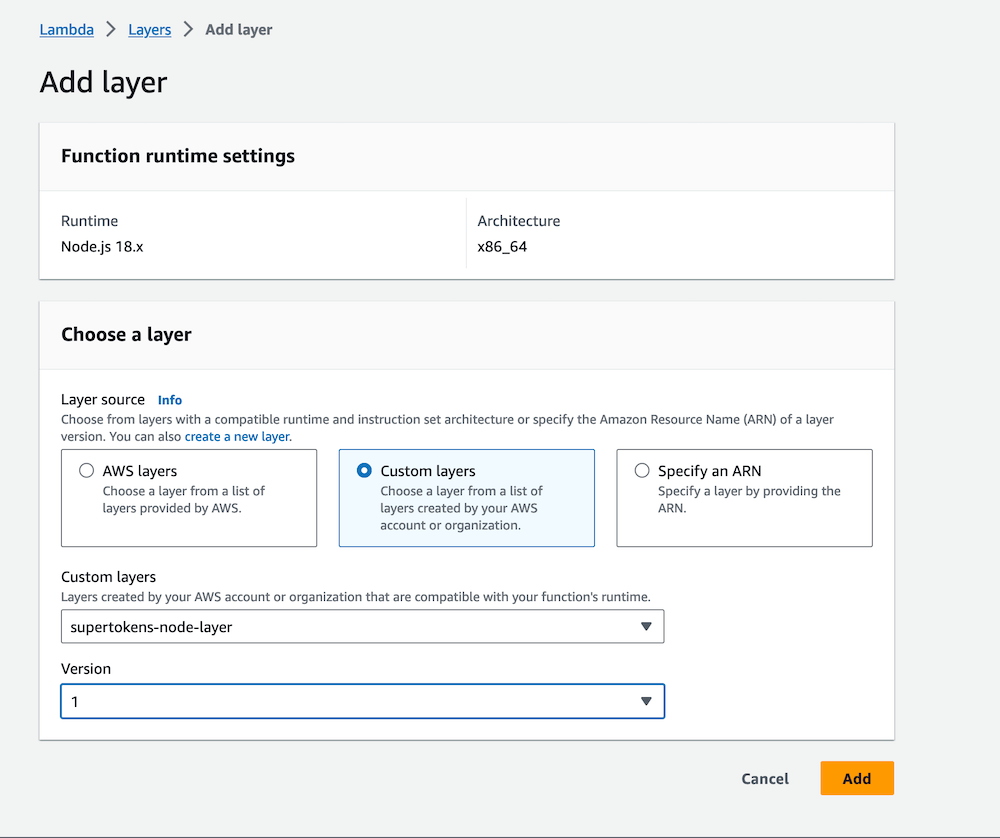 Lambda > Layers > Add layer
Add layer
Function runtime settings
Runtime
Node.js 18.x
Architecture
x86_64
Choose a layer
Layer source Info
Choose from layers with a compatible runtime and instruction set architecture or specify the Amazon Resource Name (ARN) of a layer
version. You can also create a new layer.
AWS layers
Choose a layer from a list of
layers provided by AWS.
Custom layers
Choose a layer from a list of
layers created by your AWS
account or organization.
Specify an ARN
Specify a layer by providing the
ARN.
Custom layers
Layers created by your AWS account or organization that are compatible with your function's runtime.
supertokens-node-layer
Version
1
Cancel
Add